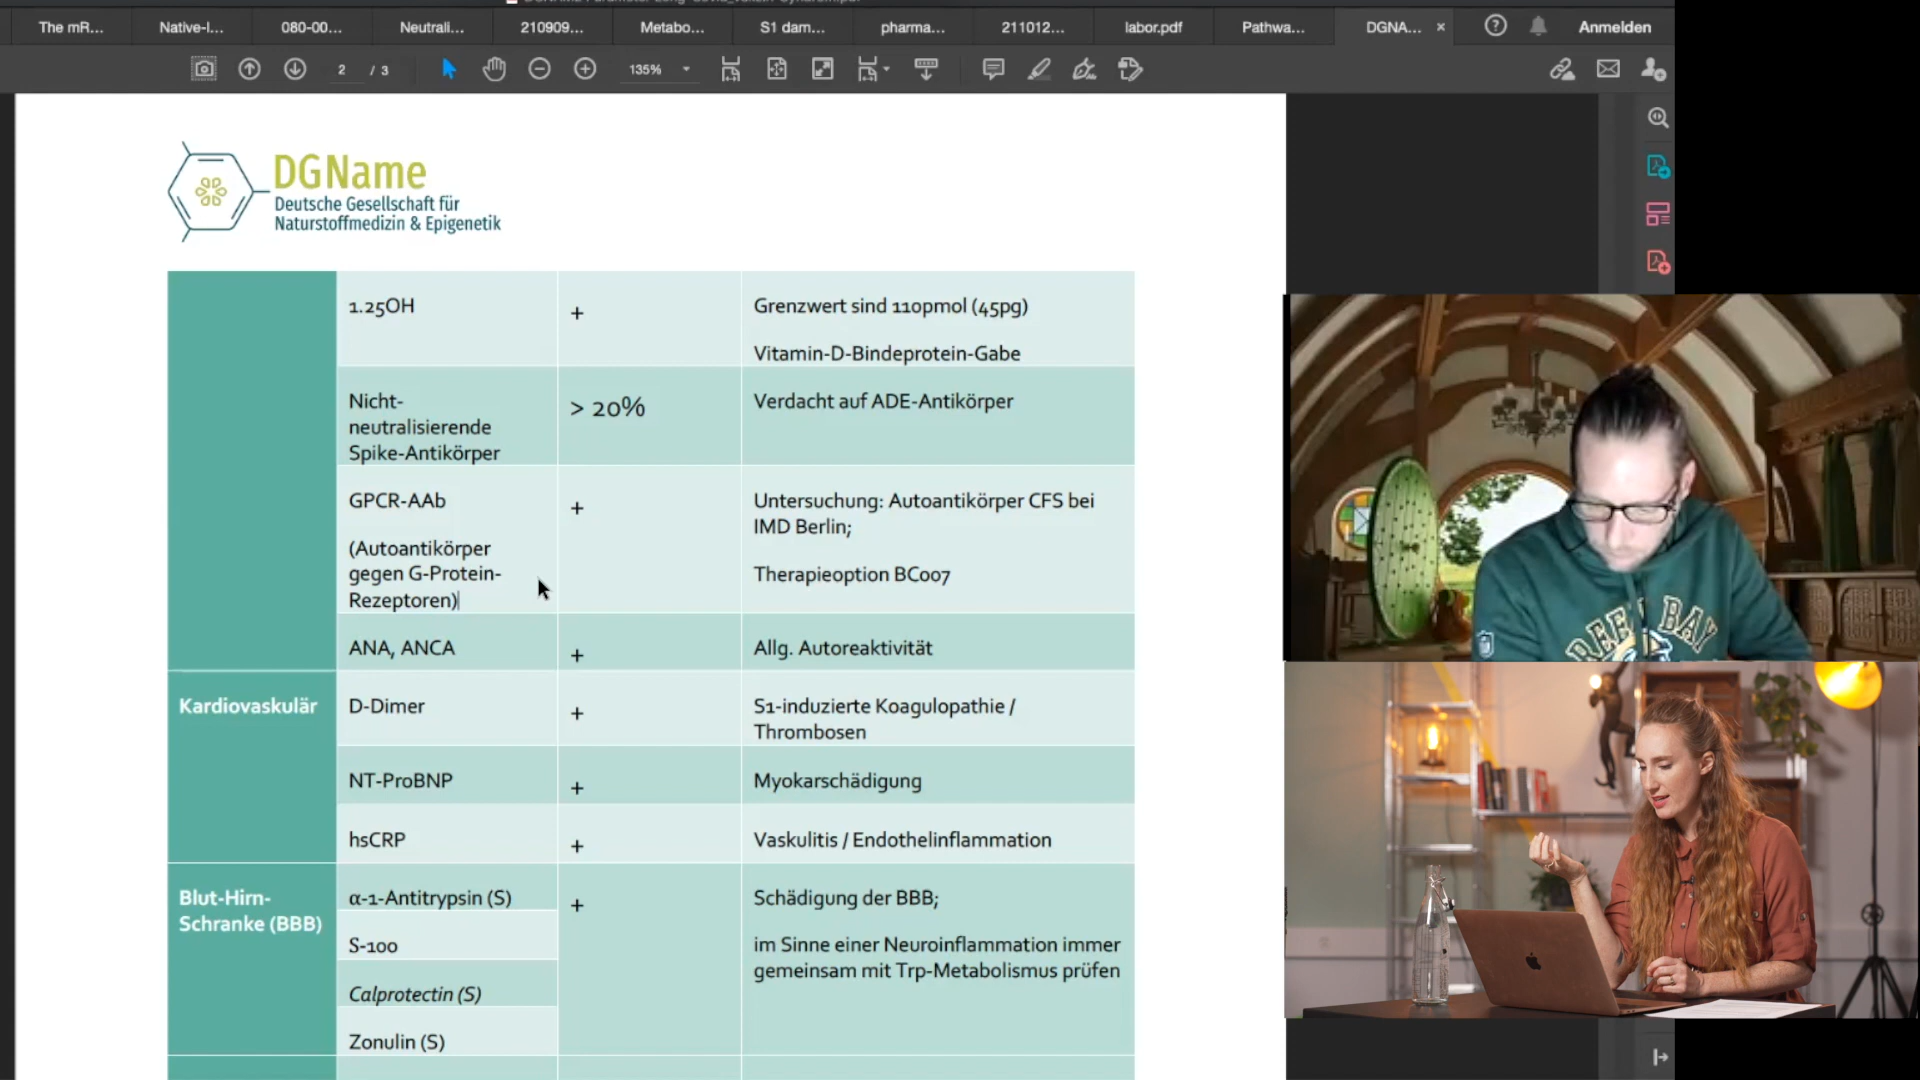 The mR...
Native-I...
080-00...
Neutrali...
210909...
Metabo...
S1 dam...
pharma...
211012...
labor.pdf
Pathwa...
DGNA...
Anmelden
2 / 3
135%
DGName
Deutsche Gesellschaft für
Naturstoffmedizin & Epigenetik
1.25OH
+
Grenzwert sind 110pmol (45pg)
Vitamin-D-Bindeprotein-Gabe
Nicht-
neutralisierende
Spike-Antikörper
> 20%
Verdacht auf ADE-Antikörper
GPCR-AAb
(Autoantikörper
gegen G-Protein-
Rezeptoren)
+
Untersuchung: Autoantikörper CFS bei
IMD Berlin;
Therapieoption BC007
ANA, ANCA
+
Allg. Autoreaktivität
Kardiovaskulär
D-Dimer
+
S1-induzierte Koagulopathie /
Thrombosen
NT-ProBNP
+
Myokarschädigung
hsCRP
+
Vaskulitis / Endothelinflammation
Blut-Hirn-
Schranke (BBB)
α-1-Antitrypsin (S)
S-100
Calprotectin (S)
Zonulin (S)
+
Schädigung der BBB;
im Sinne einer Neuroinflammation immer
gemeinsam mit Trp-Metabolismus prüfen